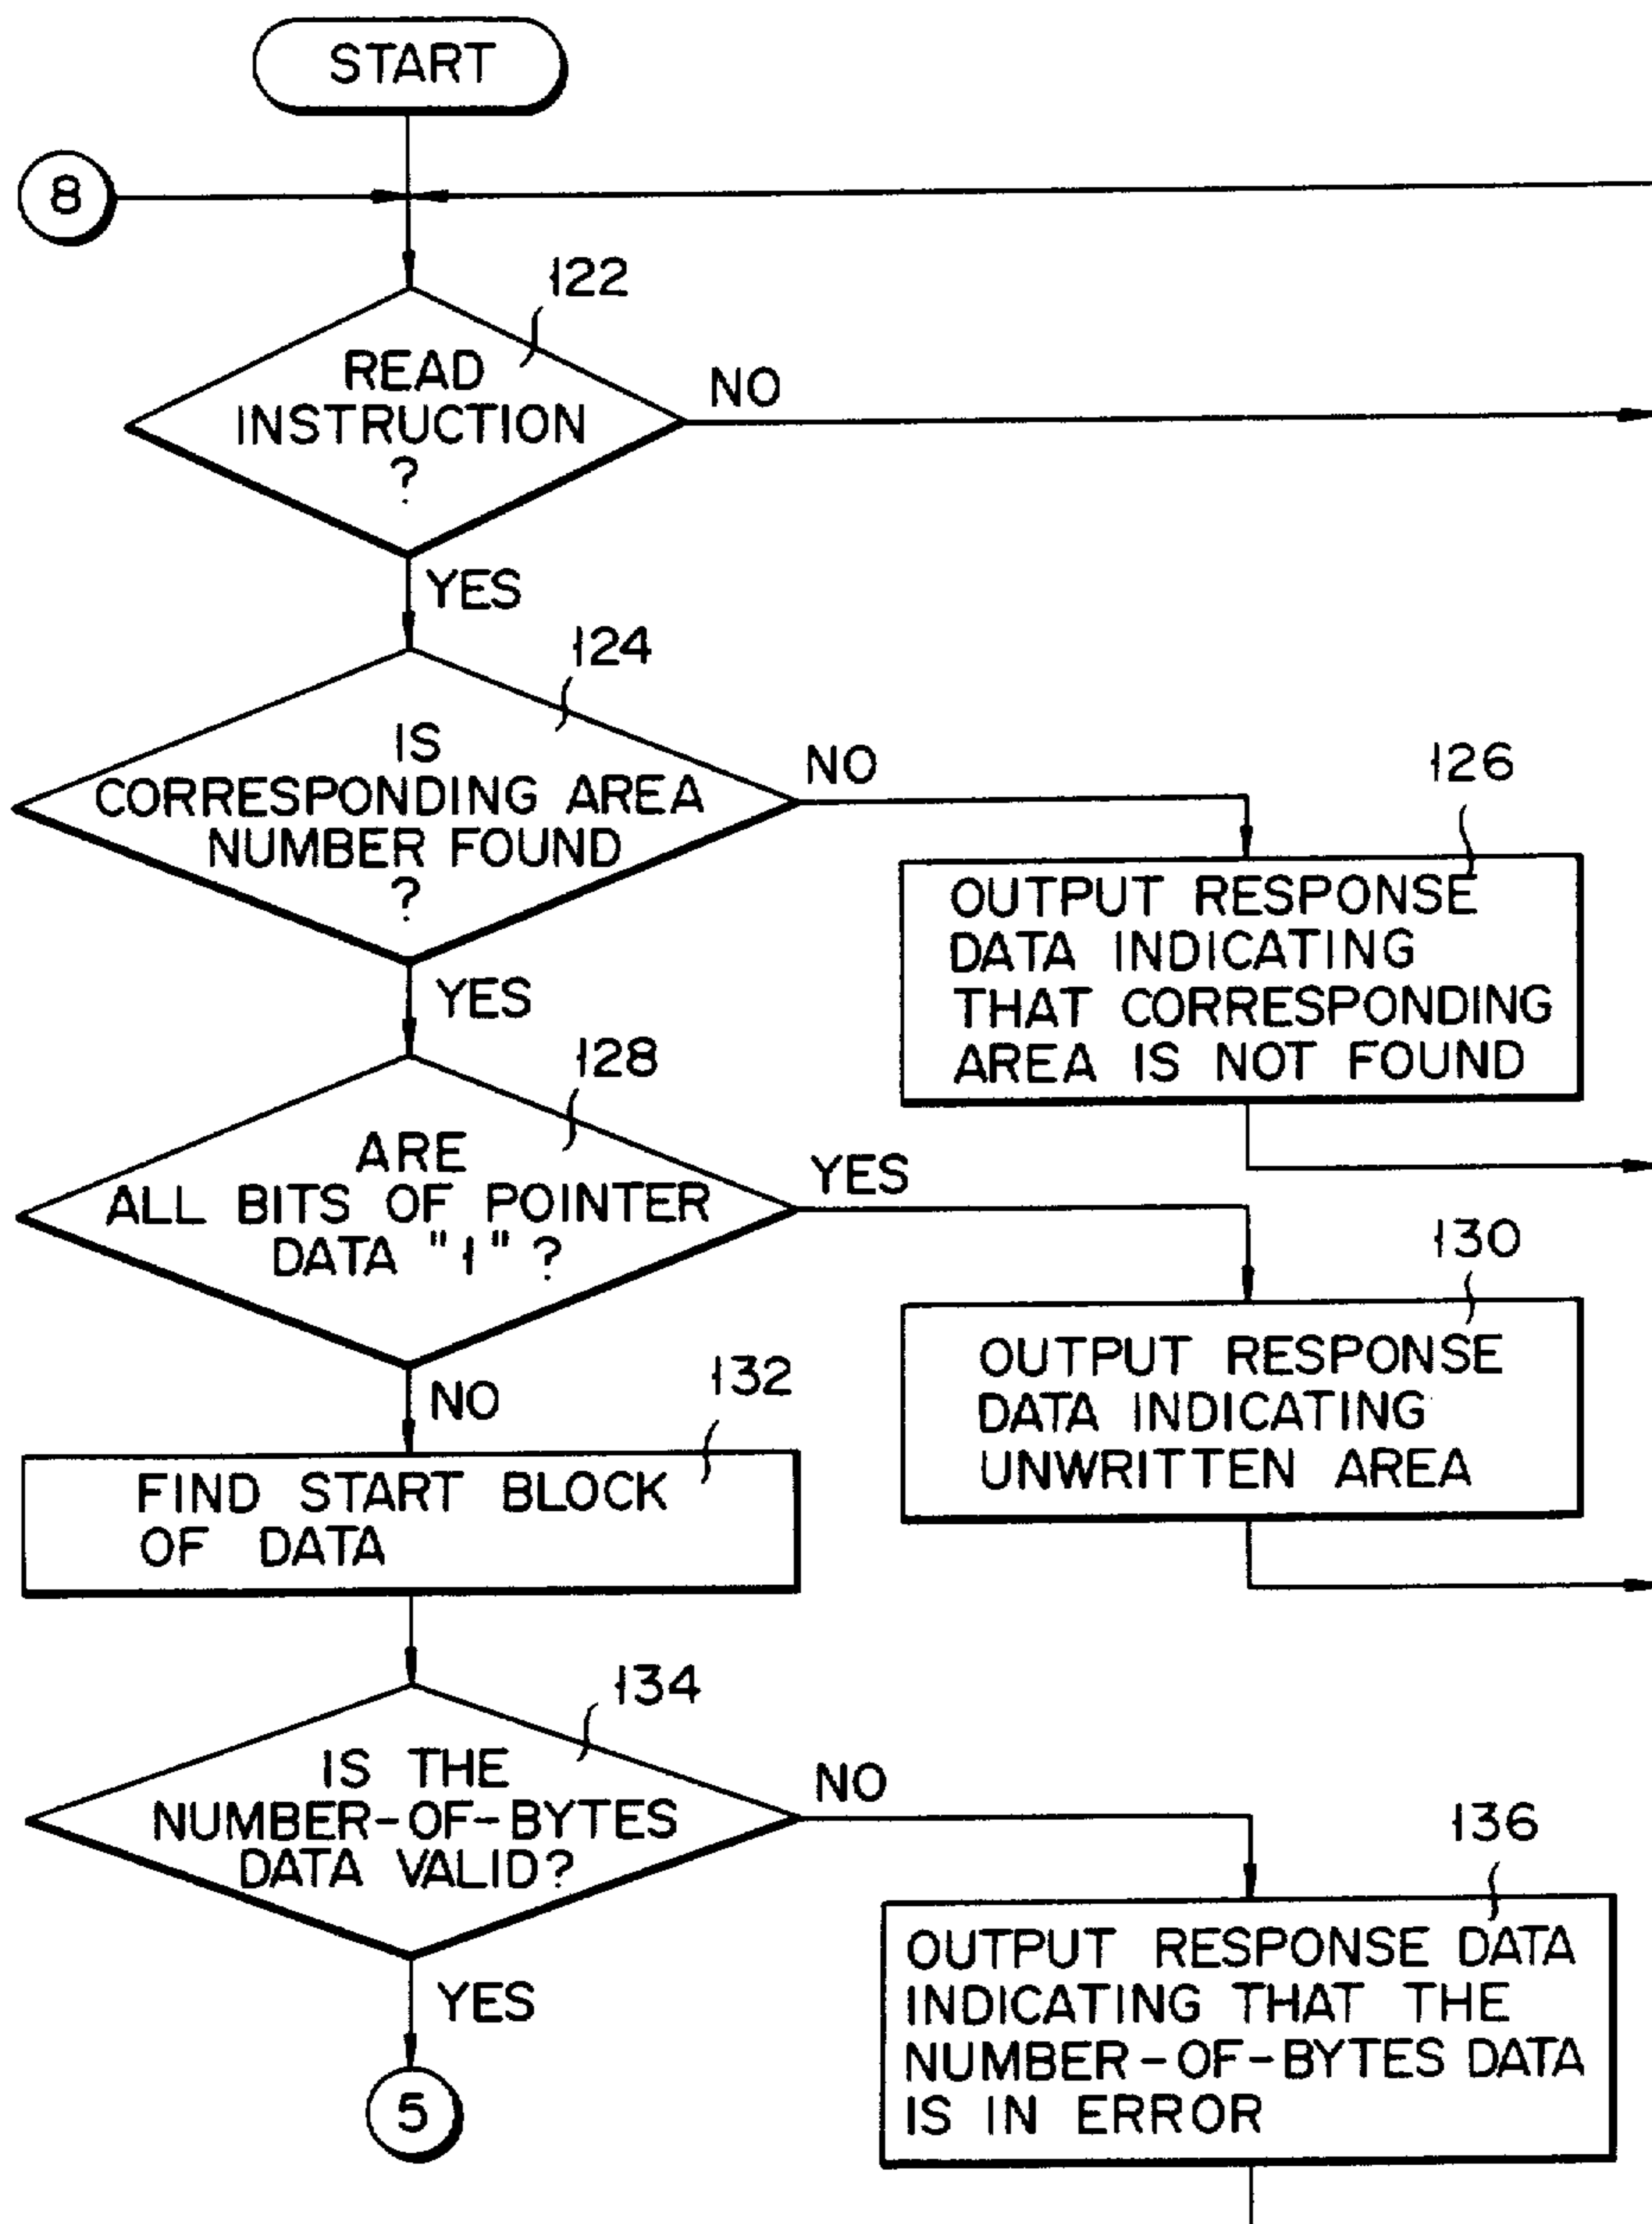 START
8
122
READ
INSTRUCTION
?
NO
YES
124
IS
CORRESPONDING AREA
NUMBER FOUND
?
NO
126
OUTPUT RESPONSE
DATA INDICATING
THAT CORRESPONDING
AREA IS NOT FOUND
YES
128
ARE
ALL BITS OF POINTER
DATA "1" ?
YES
130
OUTPUT RESPONSE
DATA INDICATING
UNWRITTEN AREA
NO
132
FIND START BLOCK
OF DATA
134
IS THE
NUMBER-OF-BYTES
DATA VALID?
NO
136
OUTPUT RESPONSE DATA
INDICATING THAT THE
NUMBER-OF-BYTES DATA
IS IN ERROR
YES
5